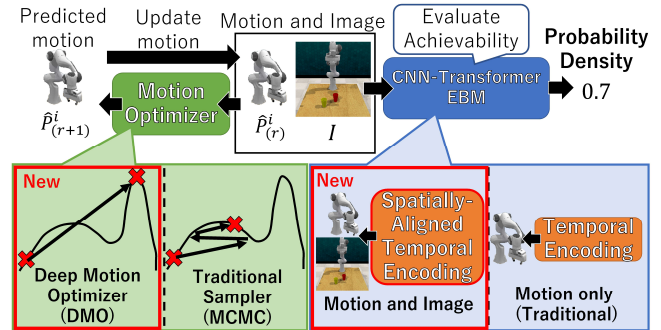 Predicted
motion
Update
motion
Motion and Image
Evaluate
Achievability
Probability
Density
Motion
Optimizer
CNN-Transformer
EBM
0.7
P̂ⁱ₍ᵣ₊₁₎
P̂ⁱ₍ᵣ₎
I
New
Deep Motion
Optimizer
(DMO)
Traditional
Sampler
(MCMC)
New
Spatially-
Aligned
Temporal
Encoding
Motion and Image
Temporal
Encoding
Motion only
(Traditional)